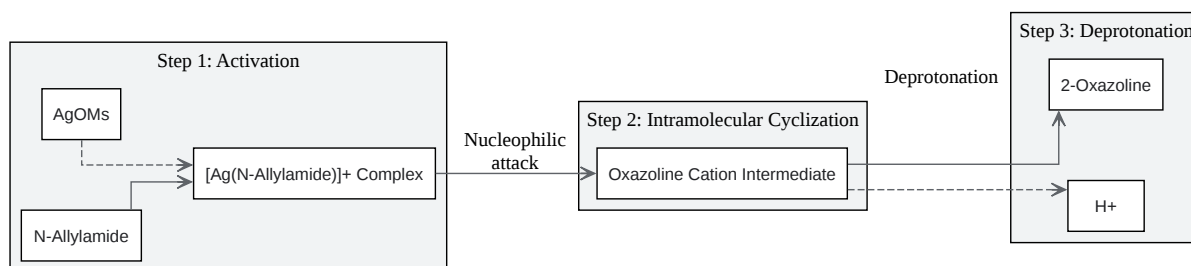 Step 1: Activation
AgOMs
N-Allylamide
[Ag(N-Allylamide)]+ Complex
Nucleophilic
attack
Step 2: Intramolecular Cyclization
Oxazoline Cation Intermediate
Deprotonation
Step 3: Deprotonation
2-Oxazoline
H+